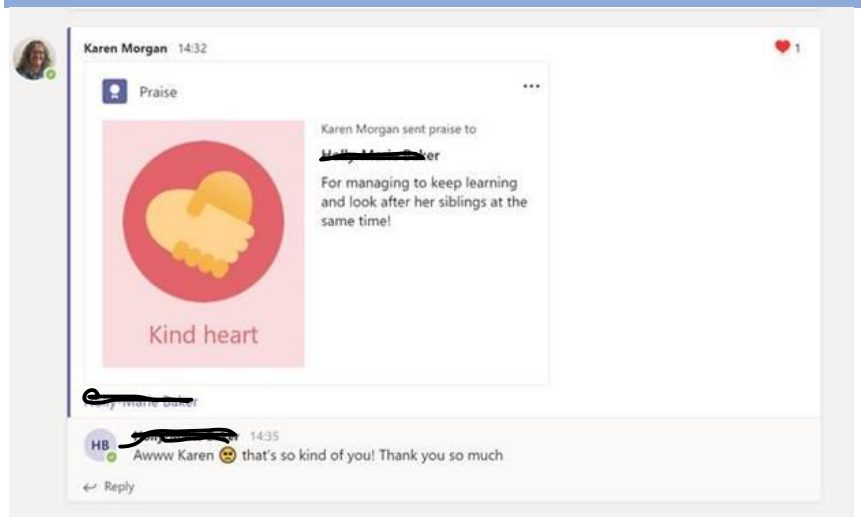 Karen Morgan 14:32
1
Praise
Karen Morgan sent praise to
For managing to keep learning
and look after her siblings at the
same time!
Kind heart
HB
14:35
Awww Karen 🥺 that's so kind of you! Thank you so much
Reply